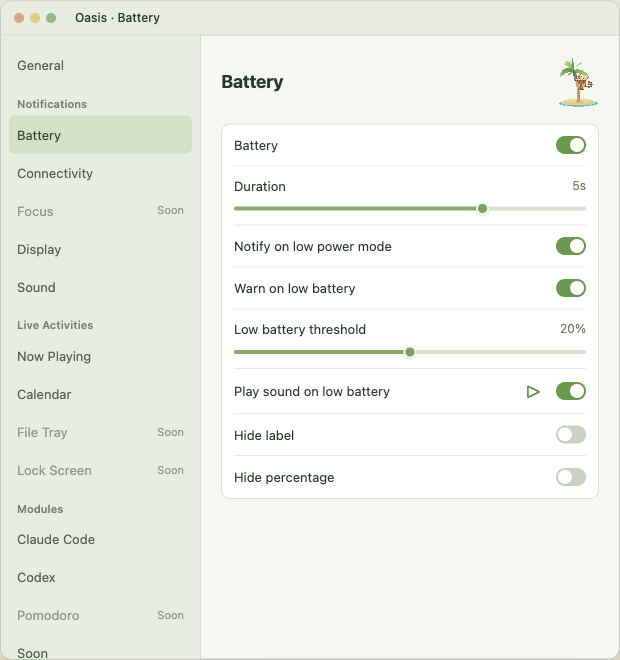 Oasis · Battery
General
Notifications
Battery
Connectivity
Focus Soon
Display
Sound
Live Activities
Now Playing
Calendar
File Tray Soon
Lock Screen Soon
Modules
Claude Code
Codex
Pomodoro Soon
Soon
Battery
Battery
Duration 5s
Notify on low power mode
Warn on low battery
Low battery threshold 20%
Play sound on low battery
Hide label
Hide percentage